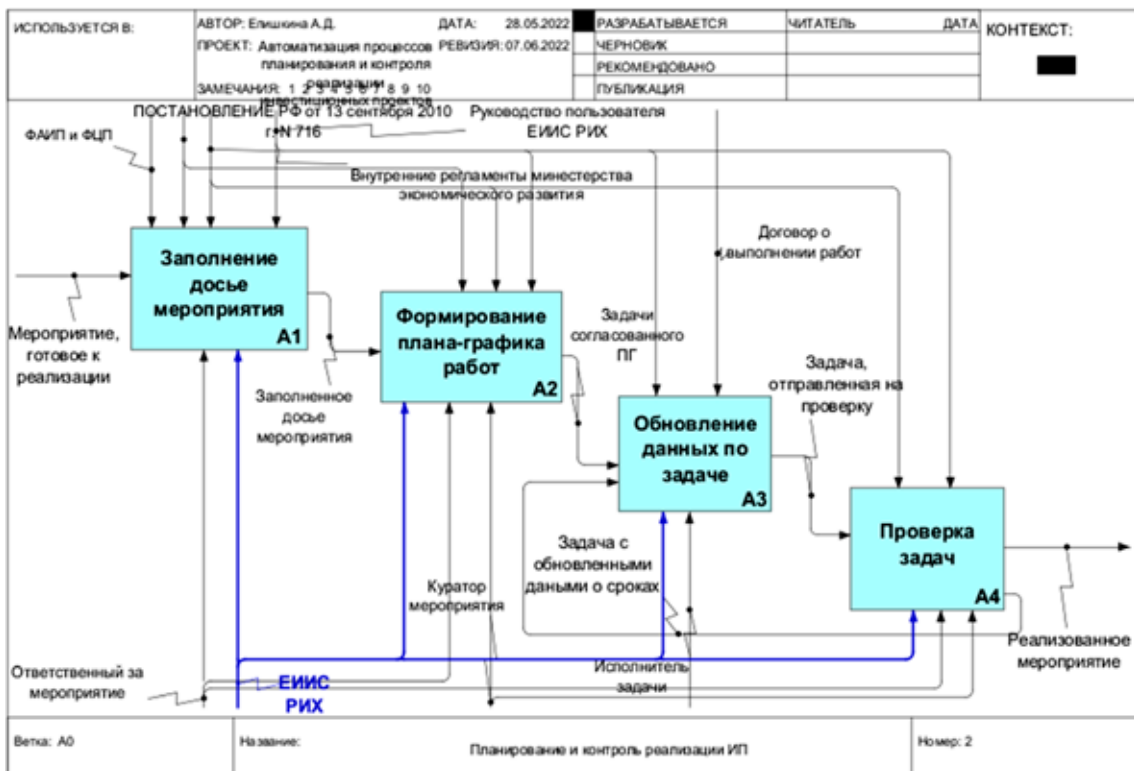 ИСПОЛЬЗУЕТСЯ В:
АВТОР: Епишкина А.Д.
ДАТА: 28.05.2022
РАЗРАБАТЫВАЕТСЯ
ЧИТАТЕЛЬ
ДАТА
КОНТЕКСТ:
ПРОЕКТ: Автоматизация процессов
планирования и контроля
реализации
инвестиционных проектов
РЕВИЗИЯ: 07.06.2022
ЧЕРНОВИК
РЕКОМЕНДОВАНО
ПУБЛИКАЦИЯ
ЗАМЕЧАНИЯ: 1 2 3 4 5 6 7 8 9 10
ПОСТАНОВЛЕНИЕ РФ от 13 сентября 2010
г. N 716
Руководство пользователя
ЕИИС РИХ
ФАИП и ФЦП
Внутренние регламенты министерства
экономического развития
Заполнение
досье
мероприятия
A1
Договор о
выполнении работ
Мероприятие,
готовое к
реализации
Формирование
плана-графика
работ
A2
Задачи
согласованного
ПГ
Задача,
отправленная на
проверку
Заполненное
досье
мероприятия
Обновление
данных по
задаче
A3
Проверка
задач
A4
Задача с
обновленными
даными о сроках
Куратор
мероприятия
Реализованное
мероприятие
Ответственный за
мероприятие
ЕИИС
РИХ
Исполнитель
задачи
Ветка: A0
Название:
Планирование и контроль реализации ИП
Номер: 2